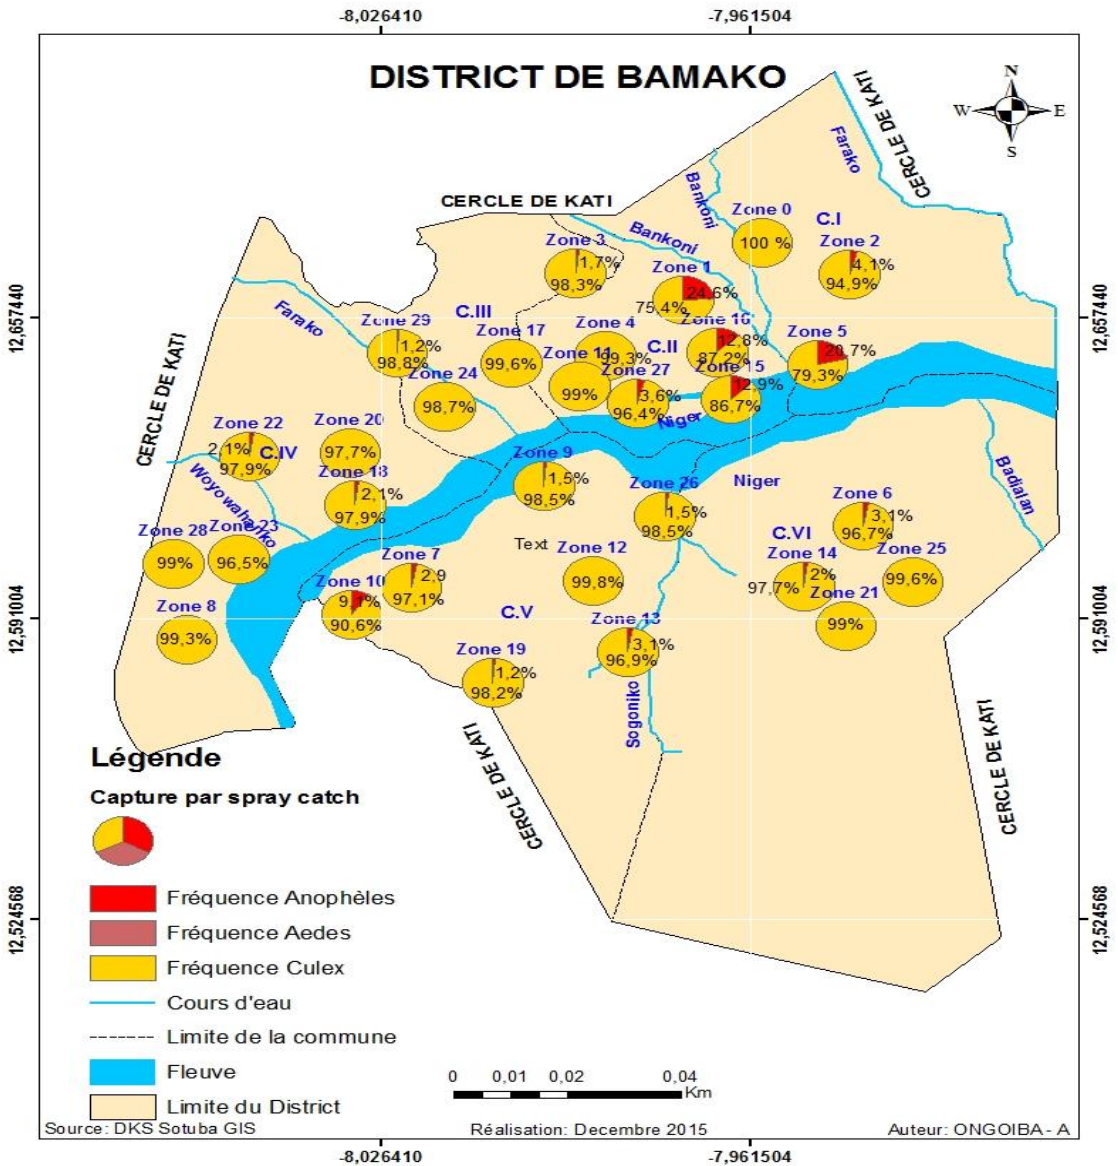 -8,026410
-7,961504
DISTRICT DE BAMAKO
N
W
E
S
CERCLE DE KATI
Farako
CERCLE DE KATI
Bankoni
Zone 0
C.I
100 %
Bankoni
Zone 2
4,1%
94,9%
Zone 3
1,7%
98,3%
Zone 1
24,6%
75,4%
12,657440
12,657440
Farako
C.III
Zone 29
1,2%
98,8%
Zone 17
99,6%
Zone 4
99,3%
C.II
Zone 16
12,8%
87,2%
Zone 5
20,7%
79,3%
CERCLE DE KATI
Zone 24
98,7%
Zone 11
99%
Zone 27
3,6%
96,4%
Zone 15
12,9%
86,7%
Niger
Zone 22
2,1%
97,9%
C.IV
Zone 20
97,7%
Woyowahanko
Zone 18
2,1%
97,9%
Zone 9
1,5%
98,5%
Zone 26
1,5%
98,5%
Niger
Badialan
Zone 6
3,1%
96,7%
Zone 28
99%
Zone 23
96,5%
Text
Zone 12
99,8%
C.VI
Zone 14
2%
97,7%
Zone 25
99,6%
Zone 7
2,9
97,1%
Zone 10
9,1%
90,6%
Zone 21
99%
12,591004
12,591004
Zone 8
99,3%
C.V
Zone 13
3,1%
96,9%
Zone 19
1,2%
98,2%
Sogoniko
CERCLE DE KATI
CERCLE DE KATI
Légende
Capture par spray catch
Fréquence Anophèles
Fréquence Aedes
Fréquence Culex
Cours d'eau
Limite de la commune
Fleuve
Limite du District
12,524568
12,524568
0 0,01 0,02 0,04
Km
Source: DKS Sotuba GIS
Réalisation: Decembre 2015
Auteur: ONGOIBA - A
-8,026410
-7,961504